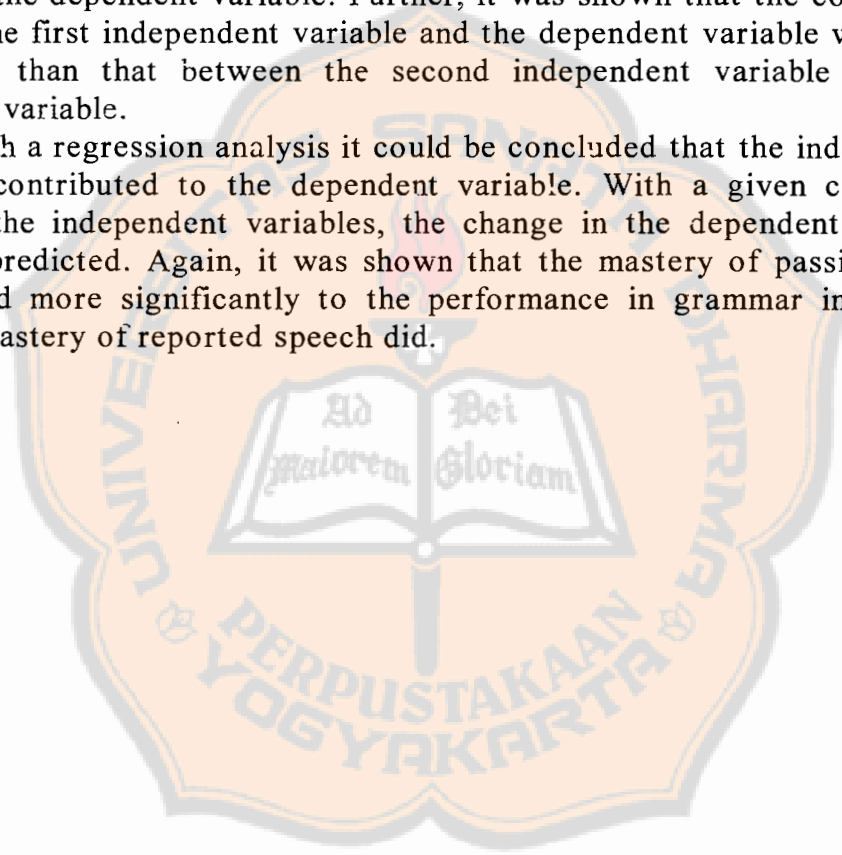 the dependent variable. Further, it was shown that the co
he first independent variable and the dependent variable
than that between the second independent variable
variable.
h a regression analysis it could be concluded that the ind
contributed to the dependent variable. With a given c
the independent variables, the change in the dependent
predicted. Again, it was shown that the mastery of passi
d more significantly to the performance in grammar in
astery of reported speech did.
UNIVERSITAS SANATA DHARMA
Ad Dei
Maiorem Gloriam
PERPUSTAKAAN
YOGYAKARTA